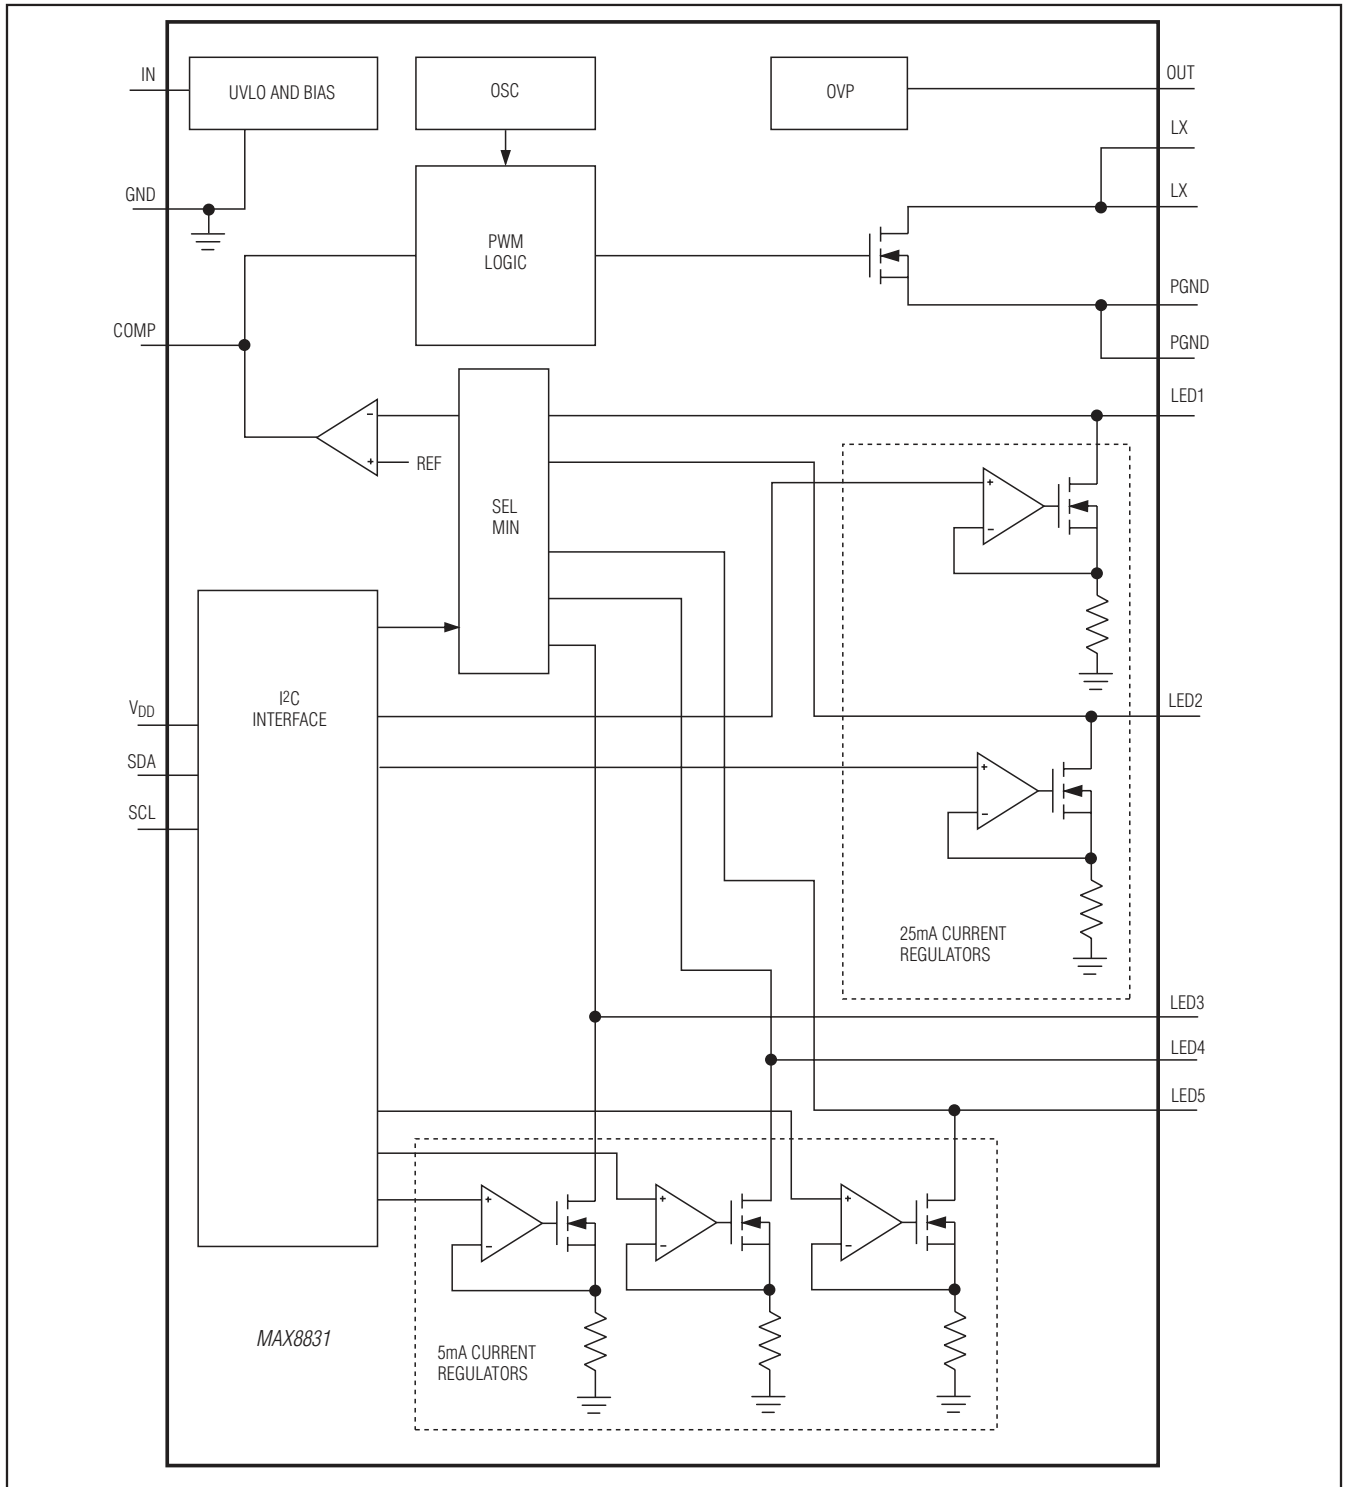 IN
UVLO AND BIAS
OSC
OVP
OUT
LX
GND
LX
PWM
LOGIC
PGND
COMP
PGND
LED1
-
+
REF
SEL
MIN
+
-
I2C
INTERFACE
VDD
SDA
SCL
LED2
+
-
25mA CURRENT
REGULATORS
LED3
LED4
LED5
+
-
+
-
+
-
MAX8831
5mA CURRENT
REGULATORS